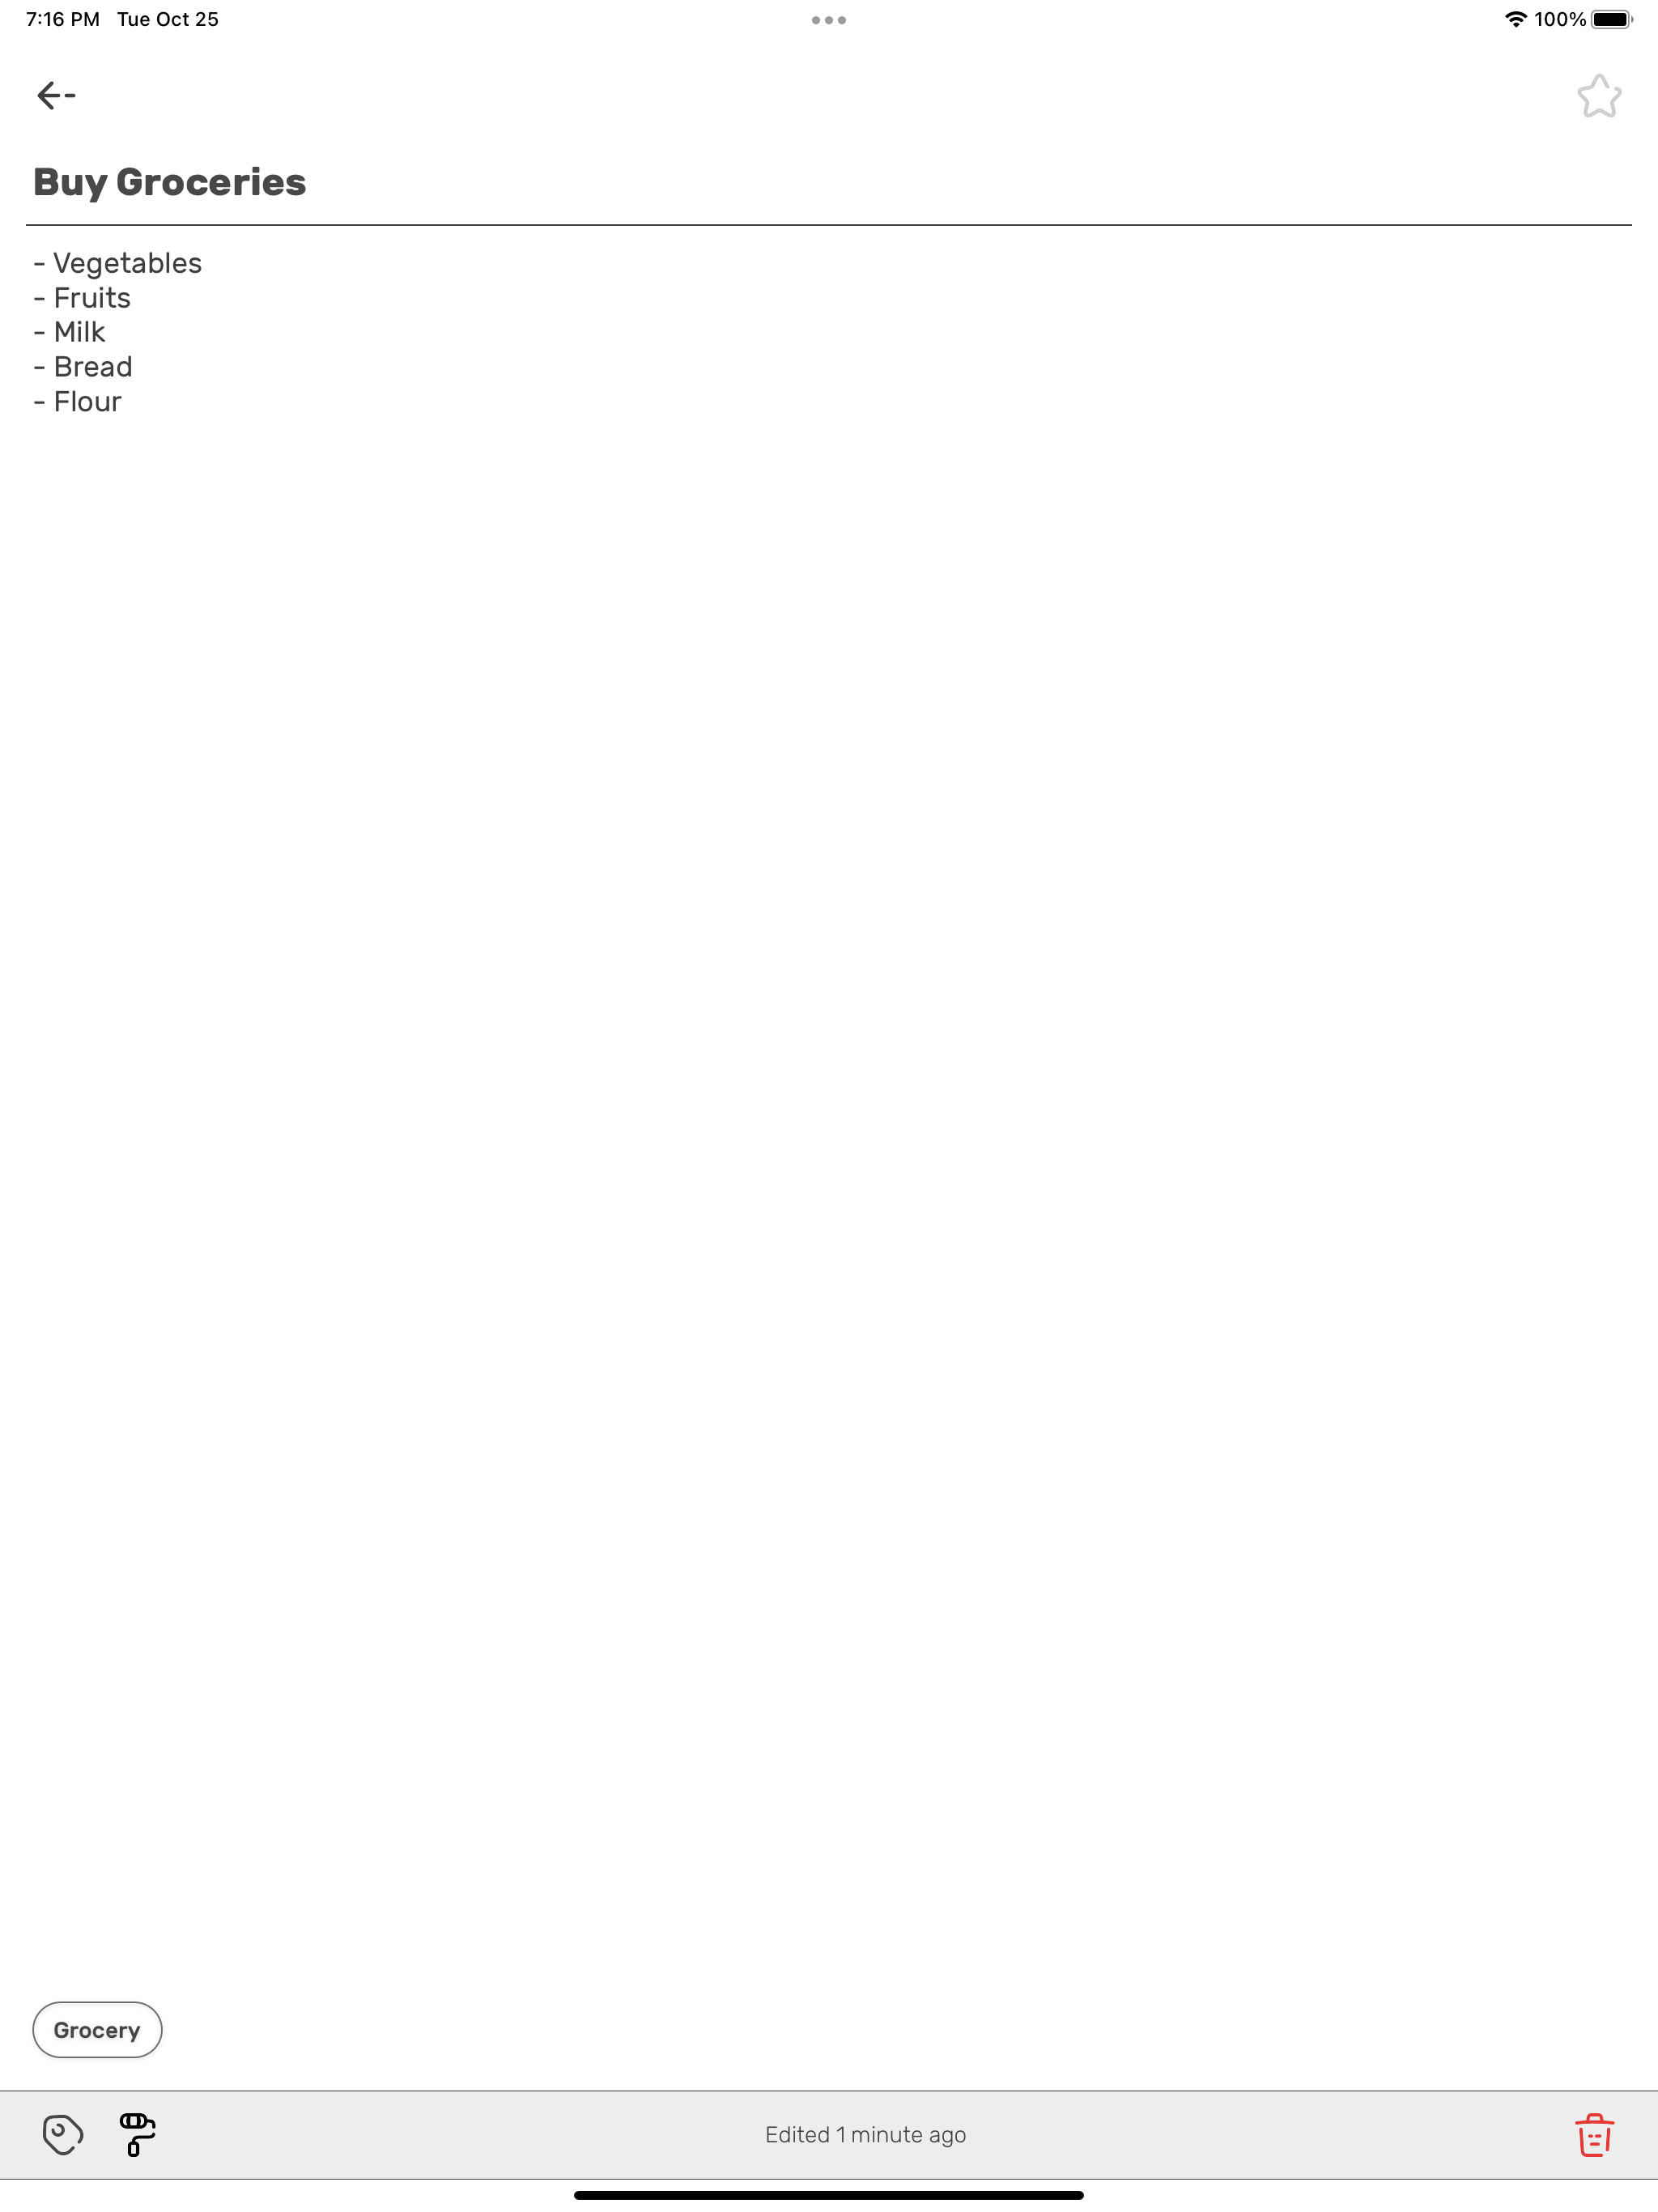 7:16 PM Tue Oct 25
100%
Buy Groceries
- Vegetables
- Fruits
- Milk
- Bread
- Flour
Grocery
Edited 1 minute ago